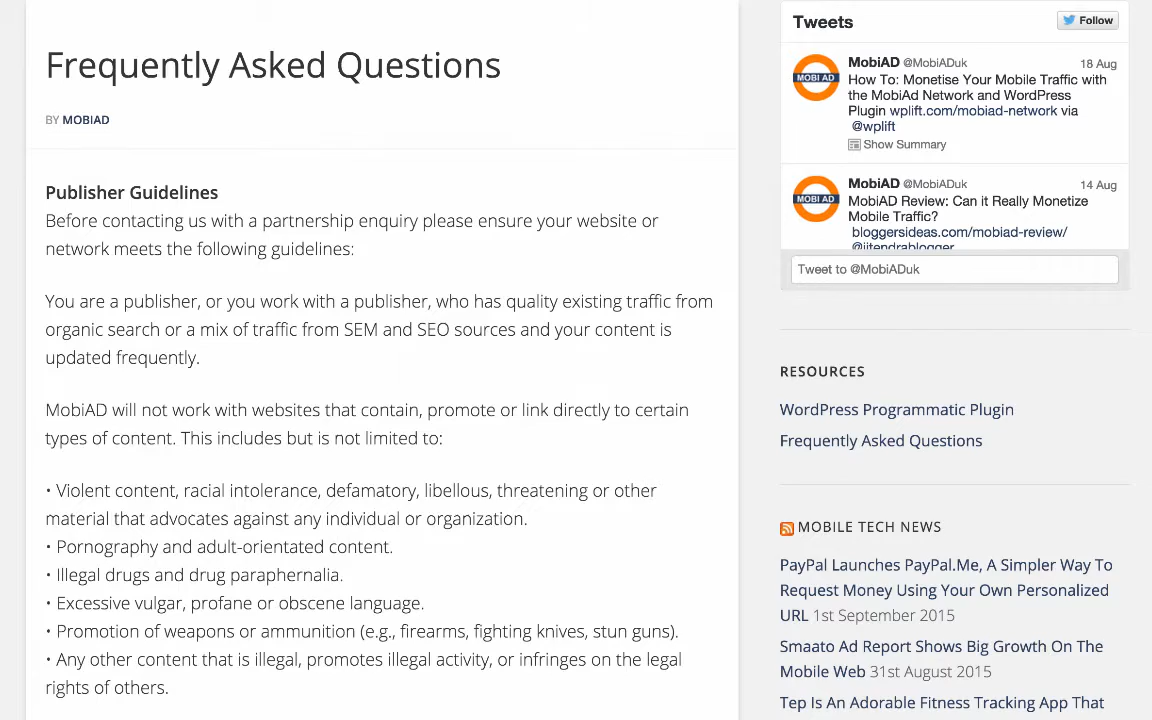 Frequently Asked Questions
BY MOBIAD
Publisher Guidelines
Before contacting us with a partnership enquiry please ensure your website or
network meets the following guidelines:
You are a publisher, or you work with a publisher, who has quality existing traffic from
organic search or a mix of traffic from SEM and SEO sources and your content is
updated frequently.
MobiAD will not work with websites that contain, promote or link directly to certain
types of content. This includes but is not limited to:
• Violent content, racial intolerance, defamatory, libellous, threatening or other
material that advocates against any individual or organization.
• Pornography and adult-orientated content.
• Illegal drugs and drug paraphernalia.
• Excessive vulgar, profane or obscene language.
• Promotion of weapons or ammunition (e.g., firearms, fighting knives, stun guns).
• Any other content that is illegal, promotes illegal activity, or infringes on the legal
rights of others.
Tweets
Follow
MOBI AD
MobiAD @MobiADuk 18 Aug
How To: Monetise Your Mobile Traffic with
the MobiAd Network and WordPress
Plugin wplift.com/mobiad-network via
@wplift
Show Summary
MOBI AD
MobiAD @MobiADuk 14 Aug
MobiAD Review: Can it Really Monetize
Mobile Traffic?
bloggersideas.com/mobiad-review/
@jitendrablogger
Tweet to @MobiADuk
RESOURCES
WordPress Programmatic Plugin
Frequently Asked Questions
MOBILE TECH NEWS
PayPal Launches PayPal.Me, A Simpler Way To
Request Money Using Your Own Personalized
URL 1st September 2015
Smaato Ad Report Shows Big Growth On The
Mobile Web 31st August 2015
Tep Is An Adorable Fitness Tracking App That